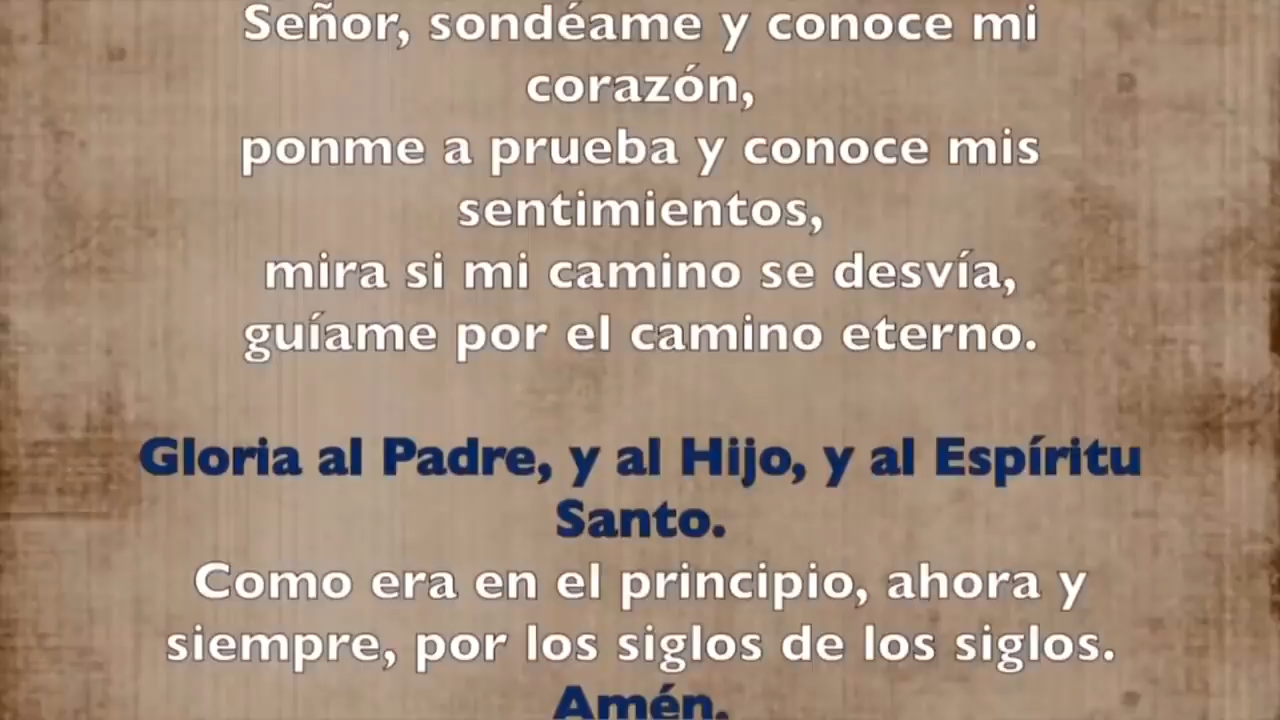 Señor, sondéame y conoce mi
corazón,
ponme a prueba y conoce mis
sentimientos,
mira si mi camino se desvía,
guíame por el camino eterno.
Gloria al Padre, y al Hijo, y al Espíritu
Santo.
Como era en el principio, ahora y
siempre, por los siglos de los siglos.
Amén.